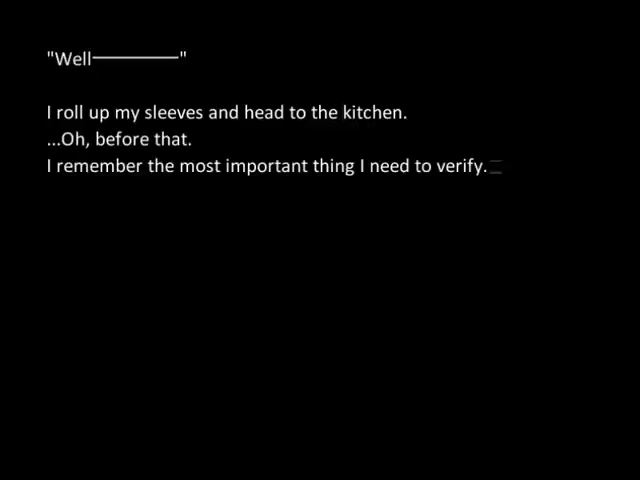 "Well―――――"
I roll up my sleeves and head to the kitchen.
...Oh, before that.
I remember the most important thing I need to verify.